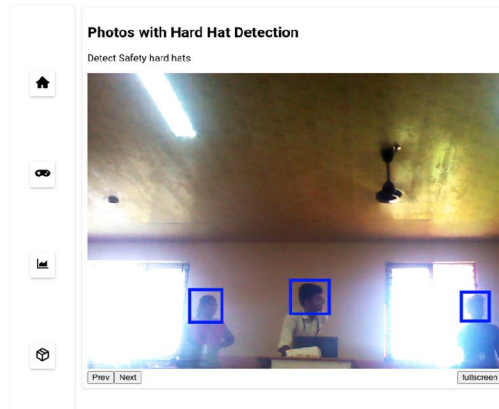 Photos with Hard Hat Detection
Detect Safety hard hats
Prev Next fullscreen